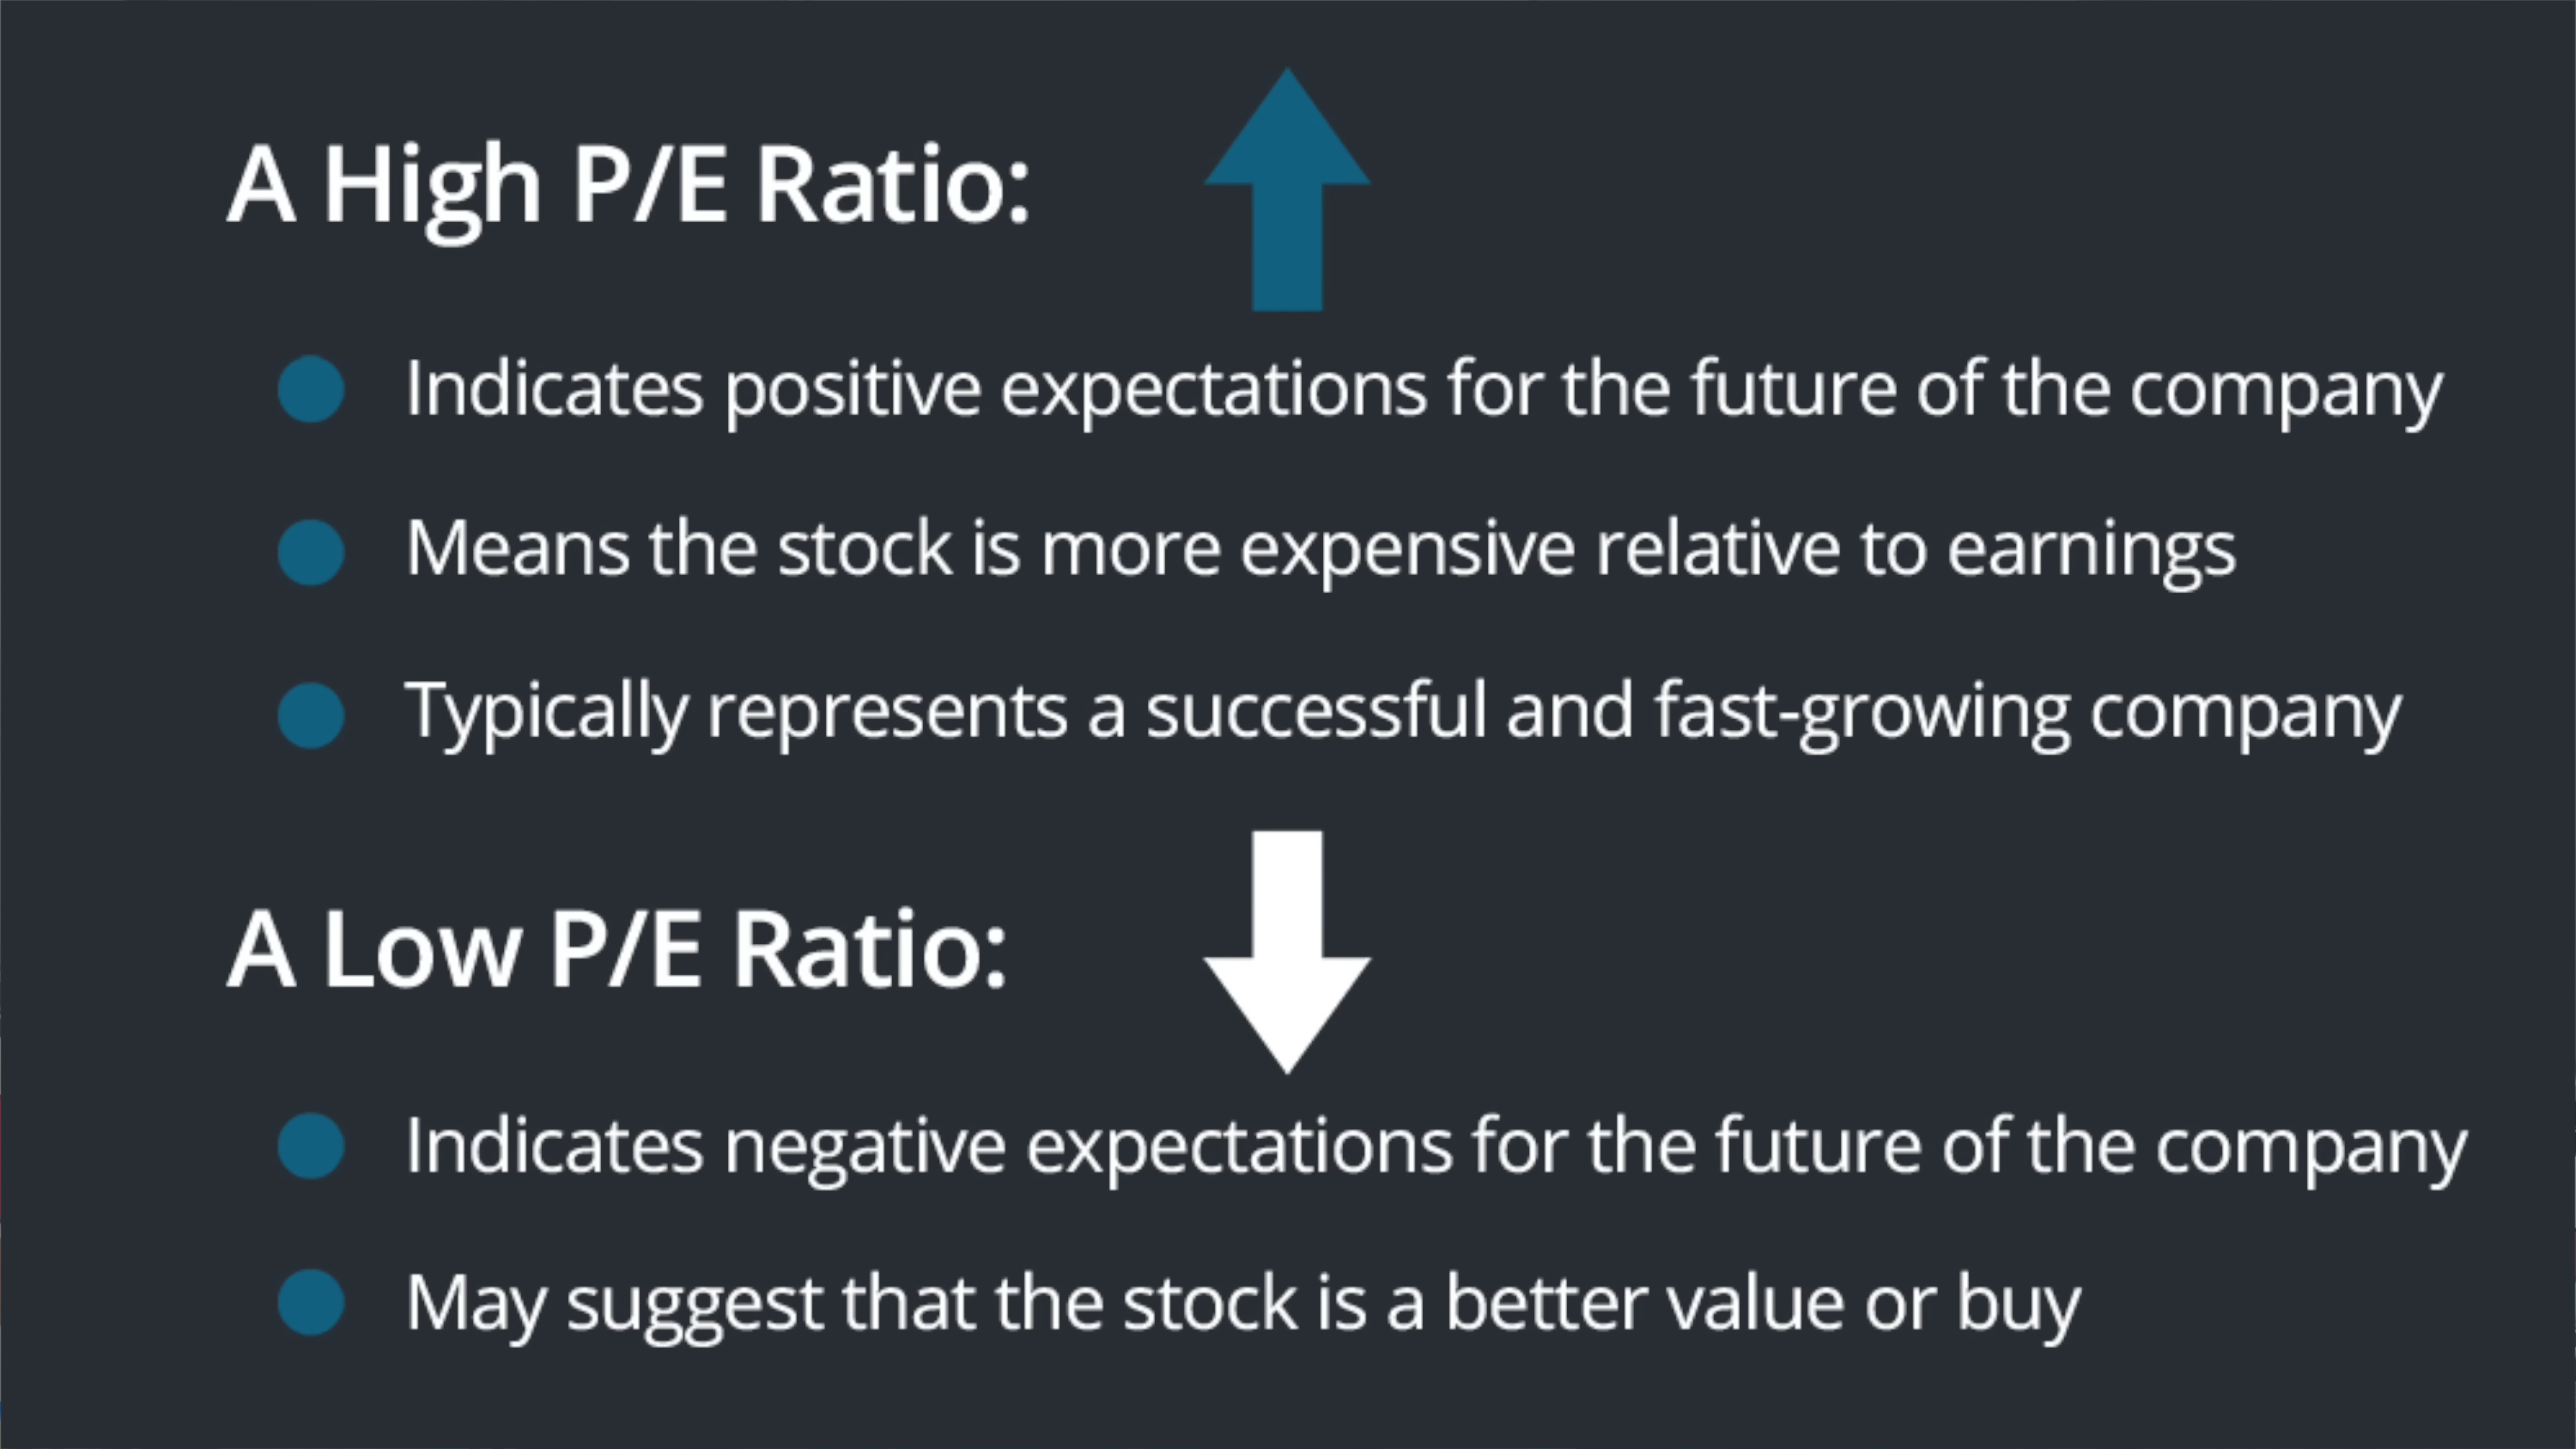 A High P/E Ratio:
Indicates positive expectations for the future of the company
Means the stock is more expensive relative to earnings
Typically represents a successful and fast-growing company
A Low P/E Ratio:
Indicates negative expectations for the future of the company
May suggest that the stock is a better value or buy